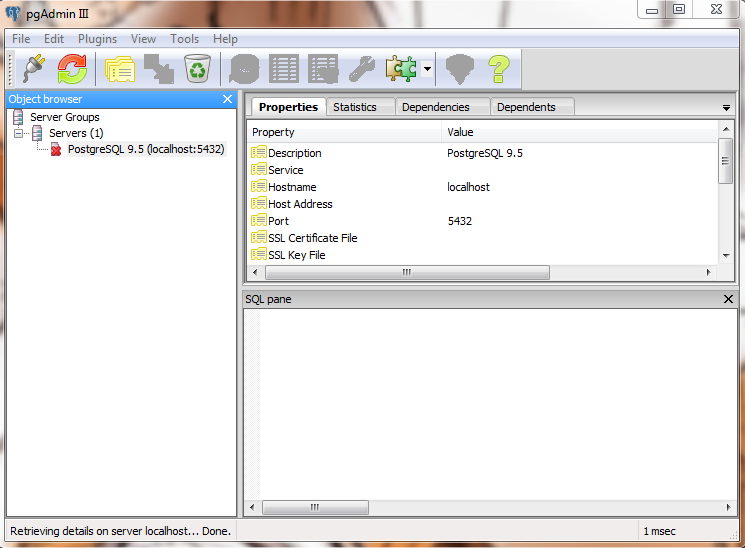 pgAdmin III
File Edit Plugins View Tools Help
Object browser
Server Groups
Servers (1)
PostgreSQL 9.5 (localhost:5432)
Properties Statistics Dependencies Dependents
Property Value
Description PostgreSQL 9.5
Service
Hostname localhost
Host Address
Port 5432
SSL Certificate File
SSL Key File
SQL pane
Retrieving details on server localhost... Done. 1 msec